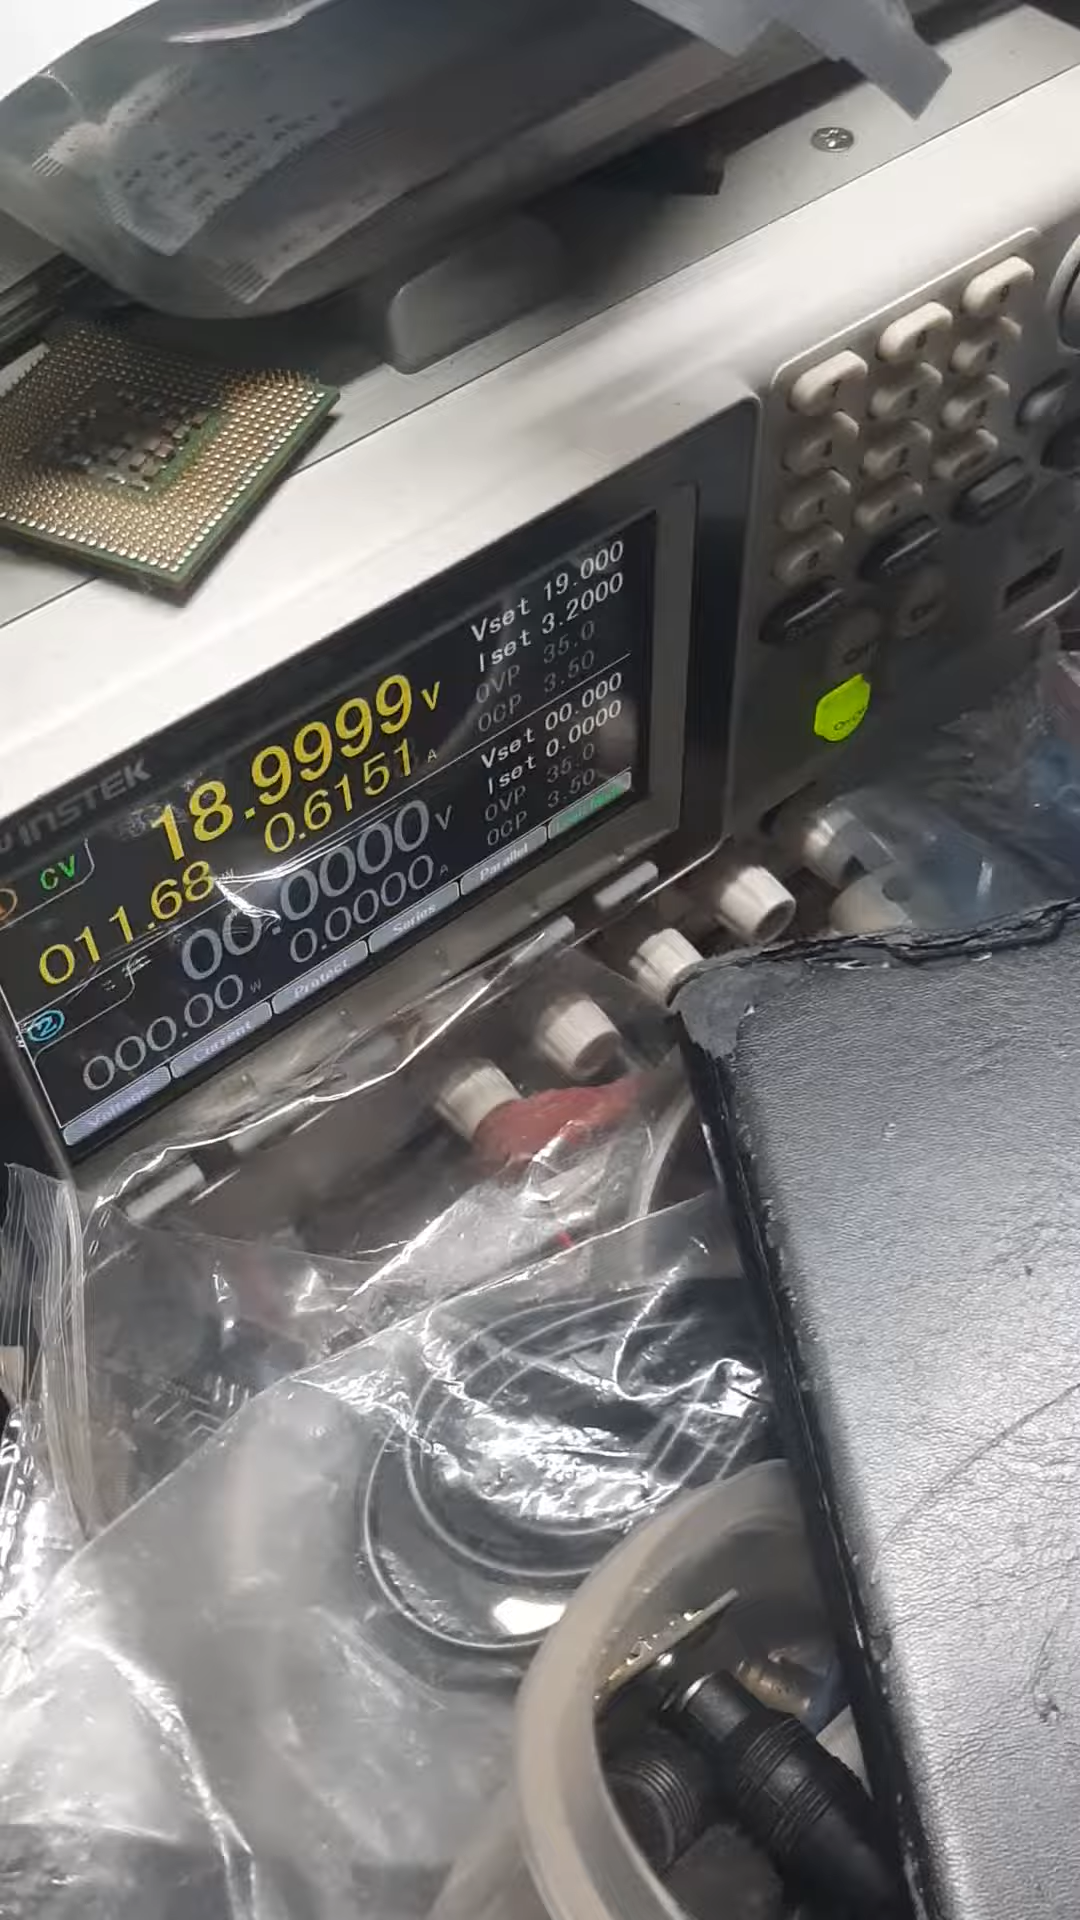 INSTEK
CV
18.9999 V
0.6151 A
011.68 W
Vset 19.000
Iset 3.2000
OVP 35.0
OCP 3.50
2
00.0000 V
0.0000 A
000.00 W
Vset 00.000
Iset 0.0000
OVP 35.0
OCP 3.50
Voltage
Current
Protect
Series
Parallel